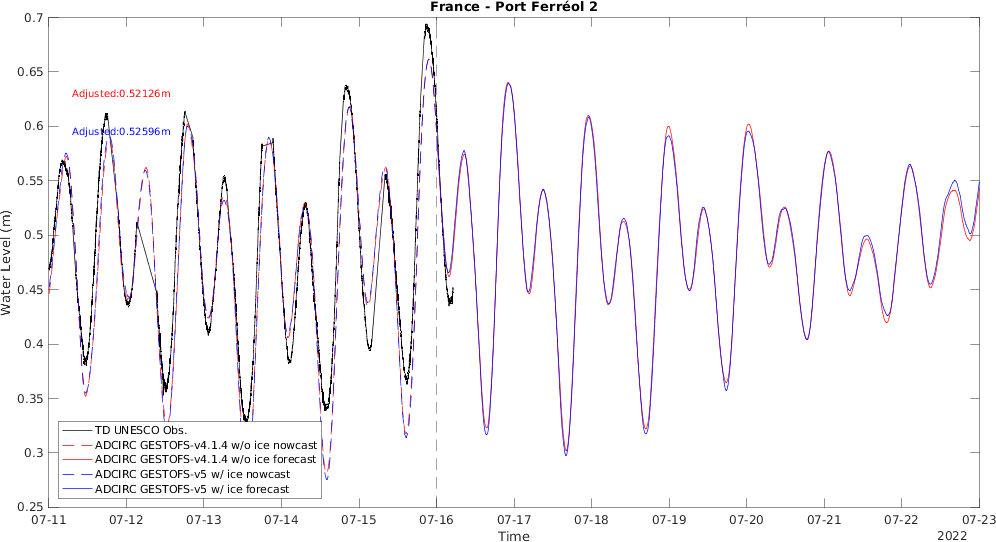 France - Port Ferréol 2
0.7
0.65
0.6
0.55
0.5
0.45
0.4
0.35
0.3
0.25
Water Level (m)
Adjusted:0.52126m
Adjusted:0.52596m
TD UNESCO Obs.
ADCIRC GESTOFS-v4.1.4 w/o ice nowcast
ADCIRC GESTOFS-v4.1.4 w/o ice forecast
ADCIRC GESTOFS-v5 w/ ice nowcast
ADCIRC GESTOFS-v5 w/ ice forecast
07-11 07-12 07-13 07-14 07-15 07-16 07-17 07-18 07-19 07-20 07-21 07-22 07-23
Time
2022